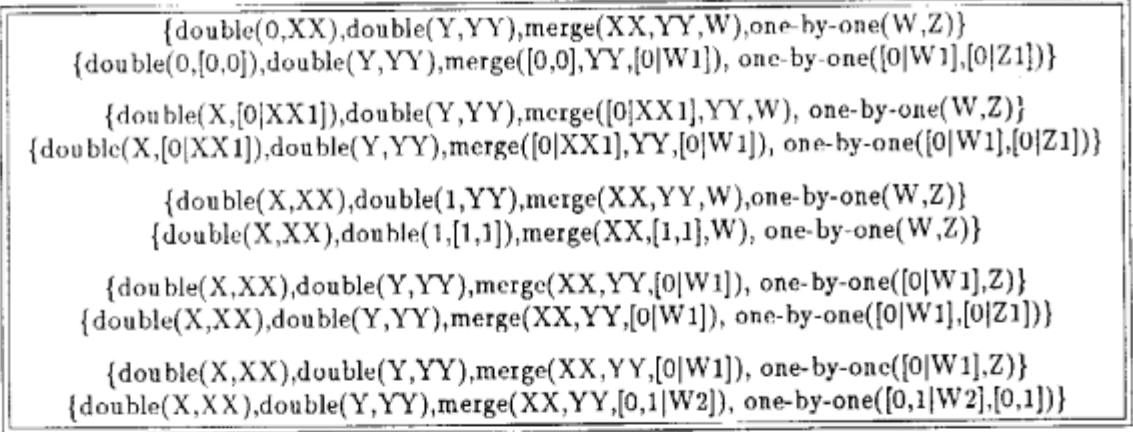 {double(0,XX),double(Y,YY),merge(XX,YY,W),one-by-one(W,Z)}
{double(0,[0,0]),double(Y,YY),merge([0,0],YY,[0|W1]), one-by-one([0|W1],[0|Z1])}
{double(X,[0|XX1]),double(Y,YY),merge([0|XX1],YY,W), one-by-one(W,Z)}
{double(X,[0|XX1]),double(Y,YY),merge([0|XX1],YY,[0|W1]), one-by-one([0|W1],[0|Z1])}
{double(X,XX),double(1,YY),merge(XX,YY,W),one-by-one(W,Z)}
{double(X,XX),double(1,[1,1]),merge(XX,[1,1],W), one-by-one(W,Z)}
{double(X,XX),double(Y,YY),merge(XX,YY,[0|W1]), one-by-one([0|W1],Z)}
{double(X,XX),double(Y,YY),merge(XX,YY,[0|W1]), one-by-one([0|W1],[0|Z1])}
{double(X,XX),double(Y,YY),merge(XX,YY,[0|W1]), one-by-one([0|W1],Z)}
{double(X,XX),double(Y,YY),merge(XX,YY,[0,1|W2]), one-by-one([0,1|W2],[0,1])}